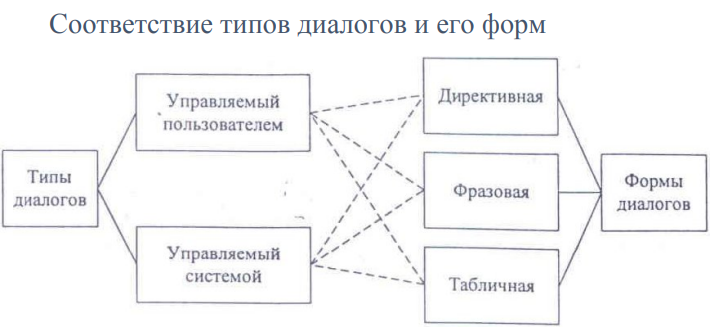 Соответствие типов диалогов и его форм
Управляемый
пользователем
Директивная
Типы
диалогов
Фразовая
Формы
диалогов
Управляемый
системой
Табличная